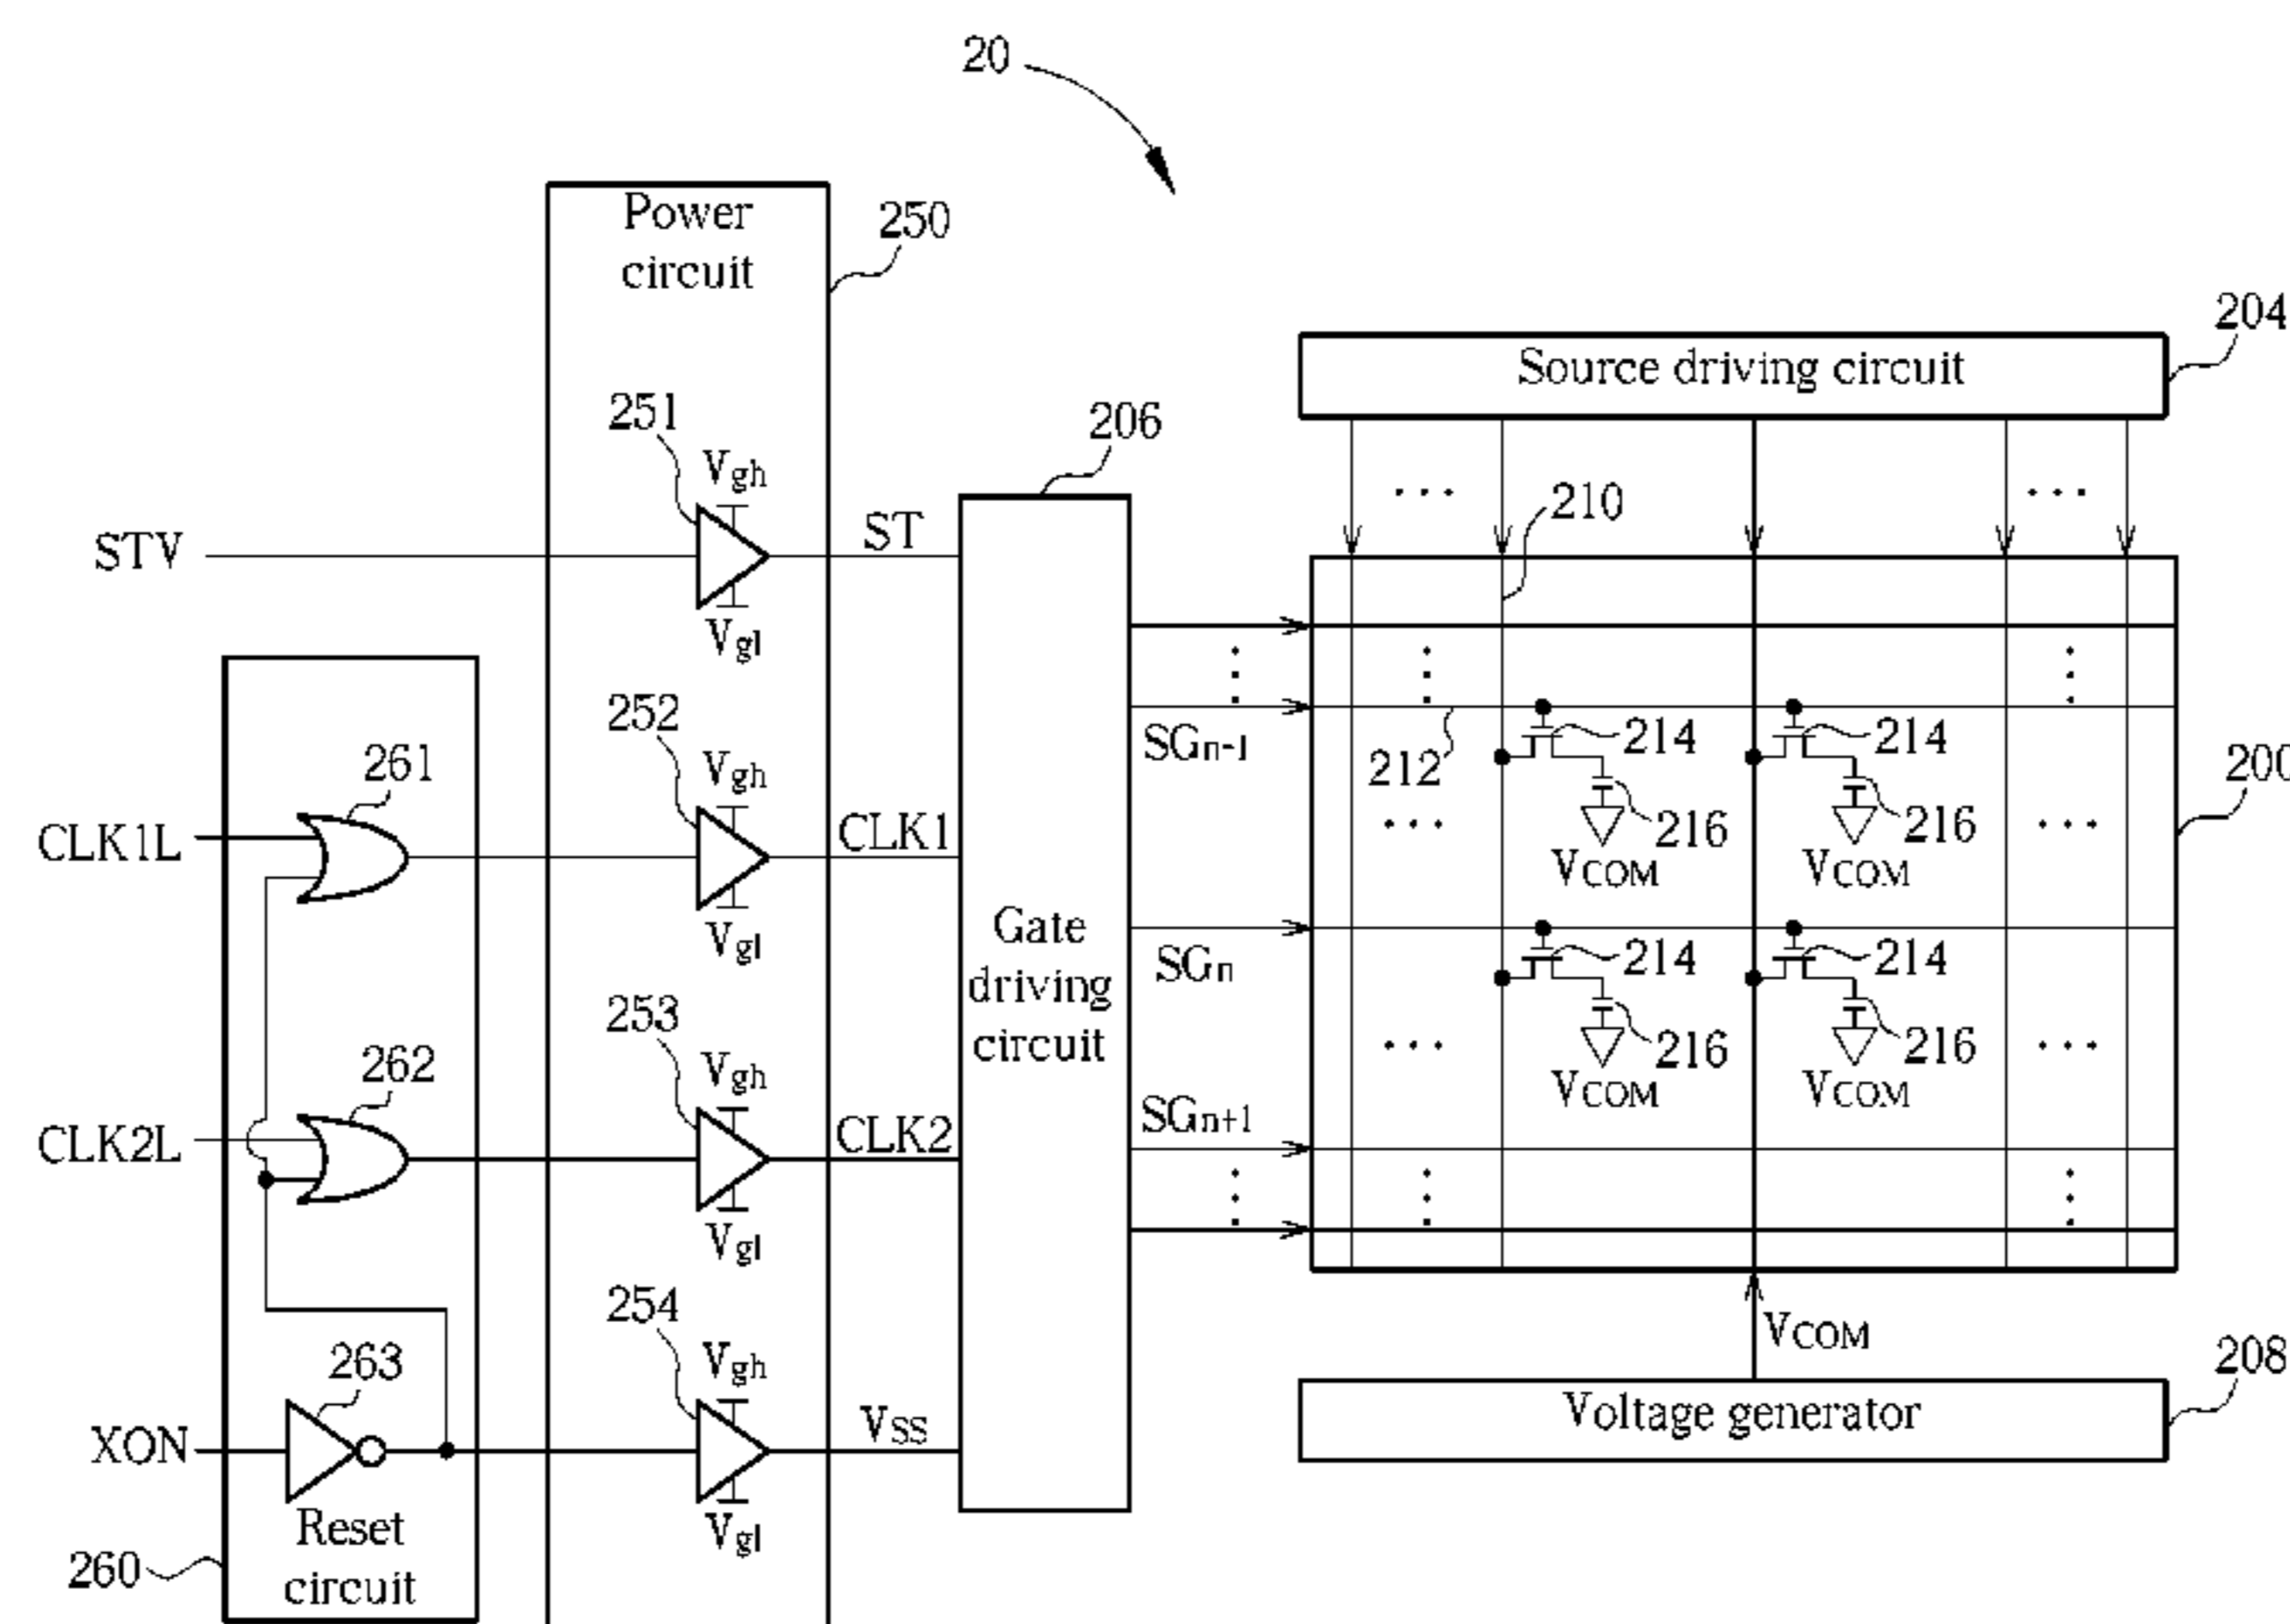 20
Power
circuit
250
204
Source driving circuit
251
Vgh
206
210
STV
ST
Vgl
252
Vgh
SGn-1
212
214
214
200
261
CLK1L
CLK1
216
216
Vgl
VCOM
VCOM
Gate
driving
circuit
SGn
214
214
253
262
Vgh
216
216
CLK2L
CLK2
VCOM
VCOM
SGn+1
Vgl
254
263
Vgh
VCOM
208
XON
VSS
Voltage generator
Vgl
Reset
circuit
260